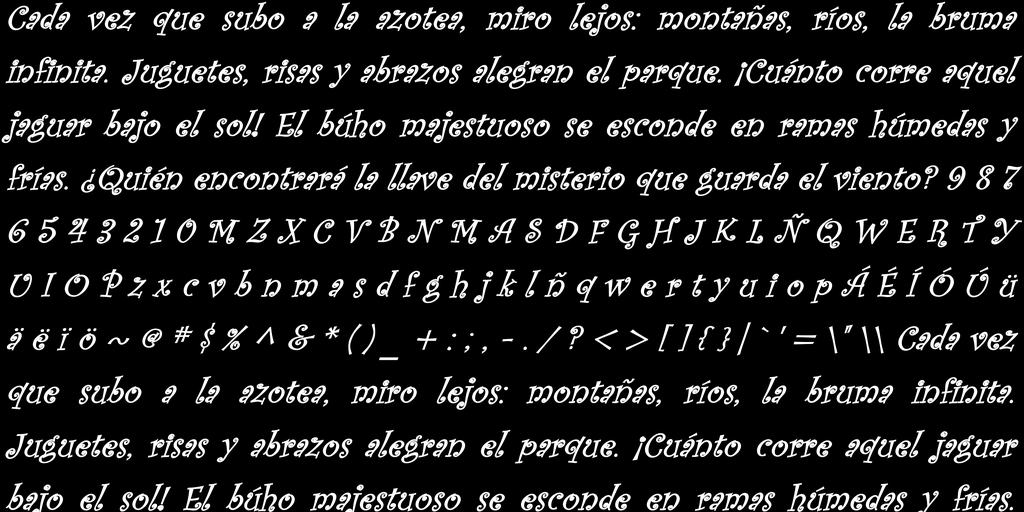 Cada vez que subo a la azotea, miro lejos: montañas, ríos, la bruma
infinita. Juguetes, risas y abrazos alegran el parque. ¡Cuánto corre aquel
jaguar bajo el sol! El búho majestuoso se esconde en ramas húmedas y
frías. ¿Quién encontrará la llave del misterio que guarda el viento? 9 8 7
6 5 4 3 2 1 0 M Z X C V B N M A S D F G H J K L Ñ Q W E R T Y
U I O P z x c v b n m a s d f g h j k l ñ q w e r t y u i o p Á É Í Ó Ú ü
ä ë ï ö ~ @ # $ % ^ & * ( ) _ + : ; , - . / ? < > [ ] { } | ` ' = \" \\ Cada vez
que subo a la azotea, miro lejos: montañas, ríos, la bruma infinita.
Juguetes, risas y abrazos alegran el parque. ¡Cuánto corre aquel jaguar
bajo el sol! El búho majestuoso se esconde en ramas húmedas y frías.